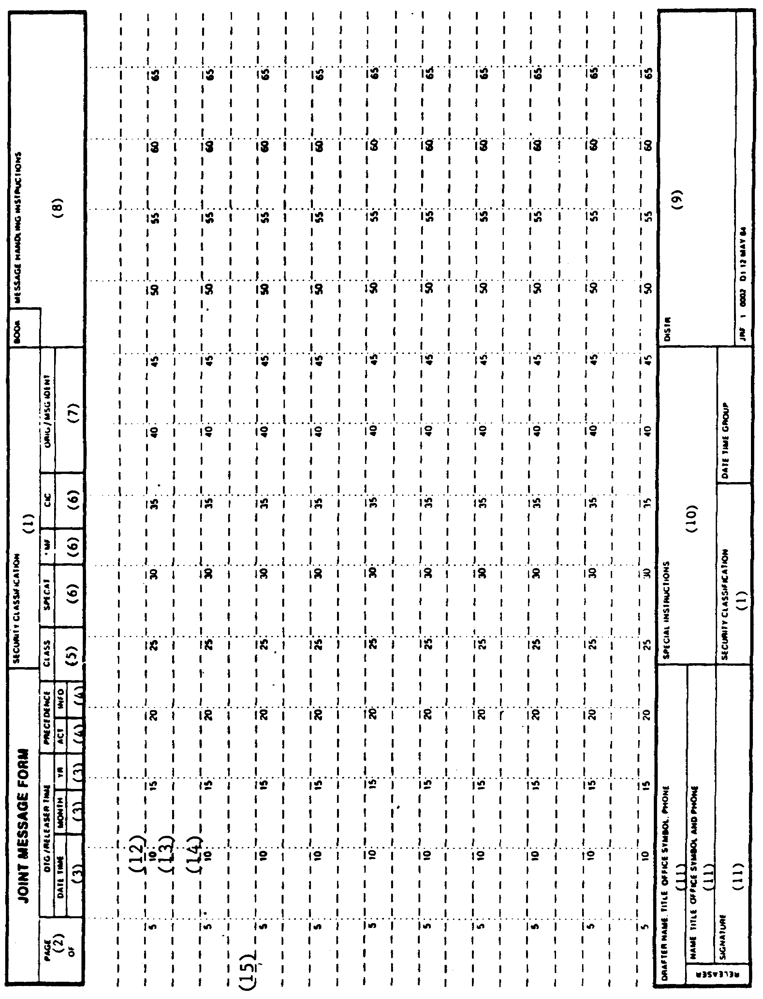 JOINT MESSAGE FORM
SECURITY CLASSIFICATION
(1)
BOOK
MESSAGE HANDLING INSTRUCTIONS
PAGE
(2)
OF
DTG/RELEASER TIME
PRECEDENCE
CLASS
SPECAT
LMF
CIC
ORIG/MSG IDENT
DATE TIME
MONTH
YR
ACT
INFO
(3)
(3)
(3)
(4)
(4)
(5)
(6)
(6)
(6)
(7)
(8)
(12)
5 10 15 20 25 30 35 40 45 50 55 60 65
(13)
(14)
5 10 15 20 25 30 35 40 45 50 55 60 65
(15)
5 10 15 20 25 30 35 40 45 50 55 60 65
5 10 15 20 25 30 35 40 45 50 55 60 65
5 10 15 20 25 30 35 40 45 50 55 60 65
5 10 15 20 25 30 35 40 45 50 55 60 65
5 10 15 20 25 30 35 40 45 50 55 60 65
5 10 15 20 25 30 35 40 45 50 55 60 65
5 10 15 20 25 30 35 40 45 50 55 60 65
5 10 15 20 25 30 35 40 45 50 55 60 65
DRAFTER NAME, TITLE OFFICE SYMBOL, PHONE
(11)
SPECIAL INSTRUCTIONS
(10)
DISTR
(9)
RELEASER
NAME TITLE OFFICE SYMBOL AND PHONE
(11)
SIGNATURE
(11)
SECURITY CLASSIFICATION
(1)
DATE TIME GROUP
JRF 1 0002 D1 12 MAY 84